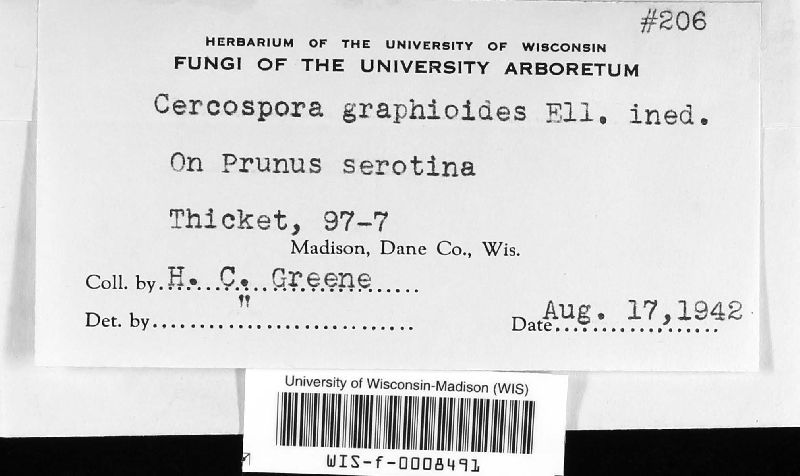 #206
HERBARIUM OF THE UNIVERSITY OF WISCONSIN
FUNGI OF THE UNIVERSITY ARBORETUM
Cercospora graphioides Ell. ined.
On Prunus serotina
Thicket, 97-7
Madison, Dane Co., Wis.
Coll. by H. C. Greene
Det. by " Date Aug. 17, 1942
University of Wisconsin-Madison (WIS)
WIS-f-0008491